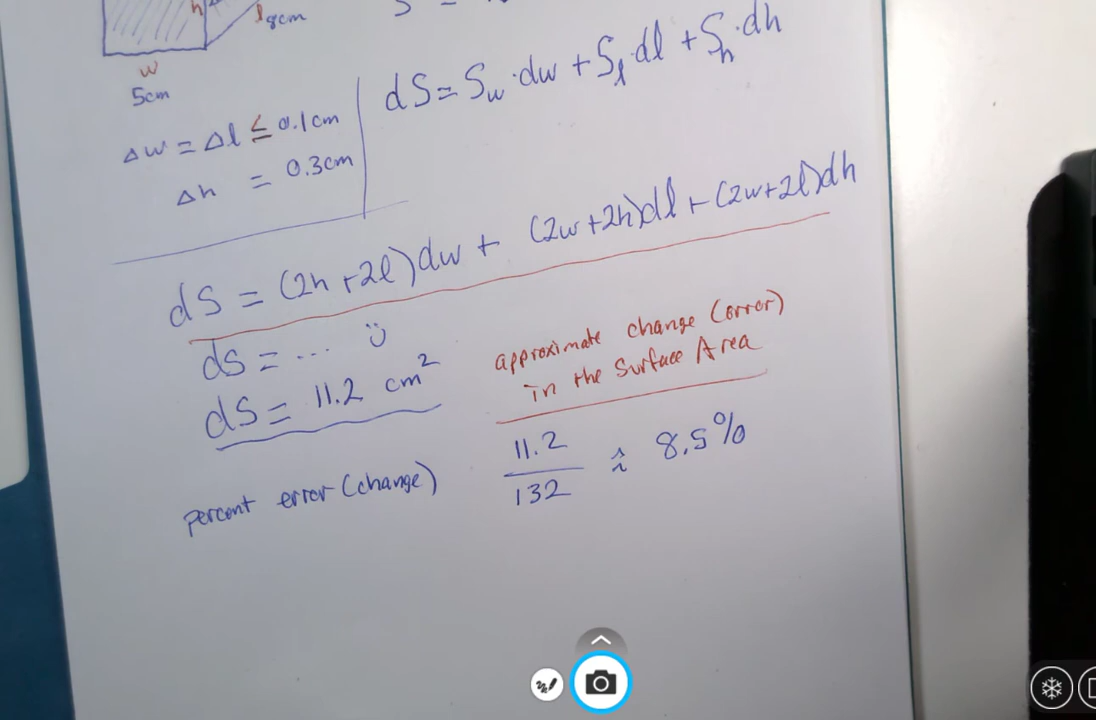 h
l 8cm
w
5cm
Δw = Δl ≤ 0.1cm
Δh = 0.3cm
dS = S_w · dw + S_l · dl + S_h · dh
dS = (2h + 2l) dw + (2w + 2h) dl + (2w + 2l) dh
dS = ... ü
dS = 11.2 cm²
approximate change (error)
in the Surface Area
percent error (change) 11.2/132 ≈ 8.5%